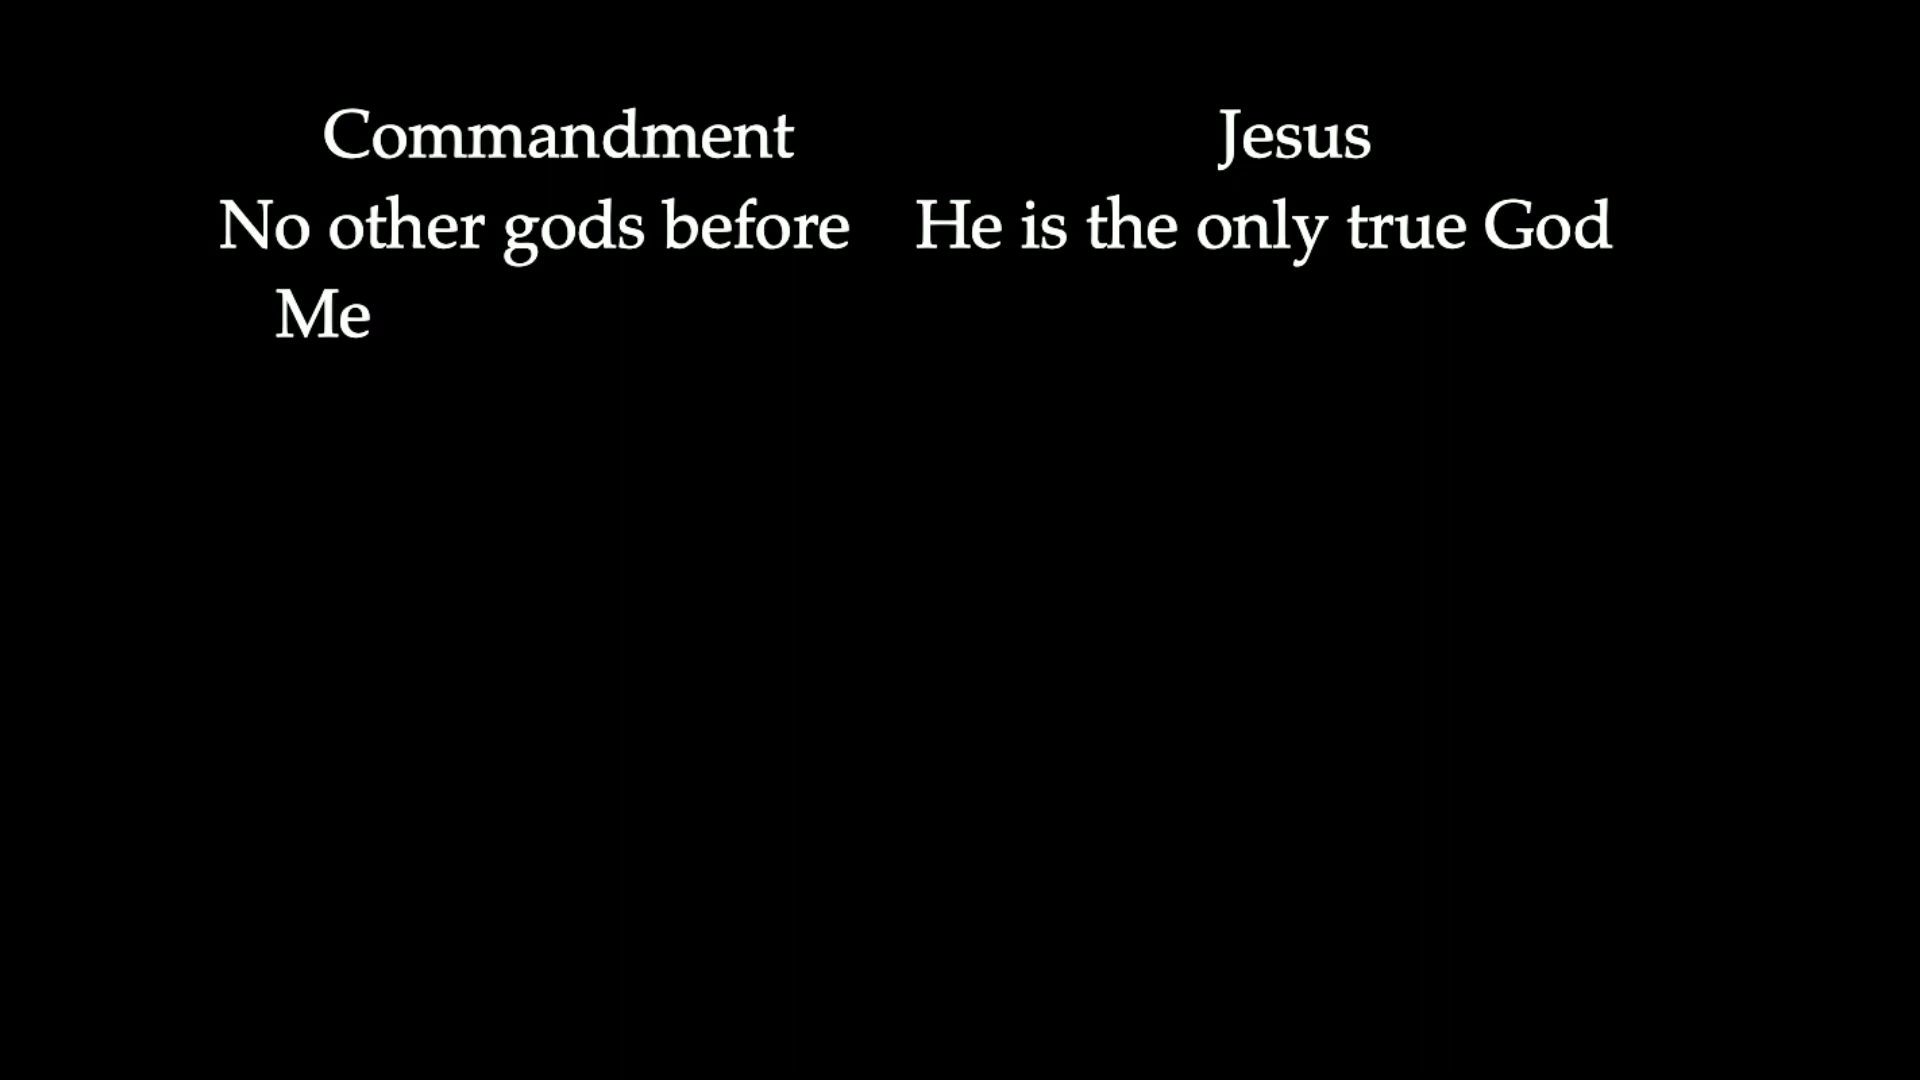 Commandment
Jesus
No other gods before
Me
He is the only true God